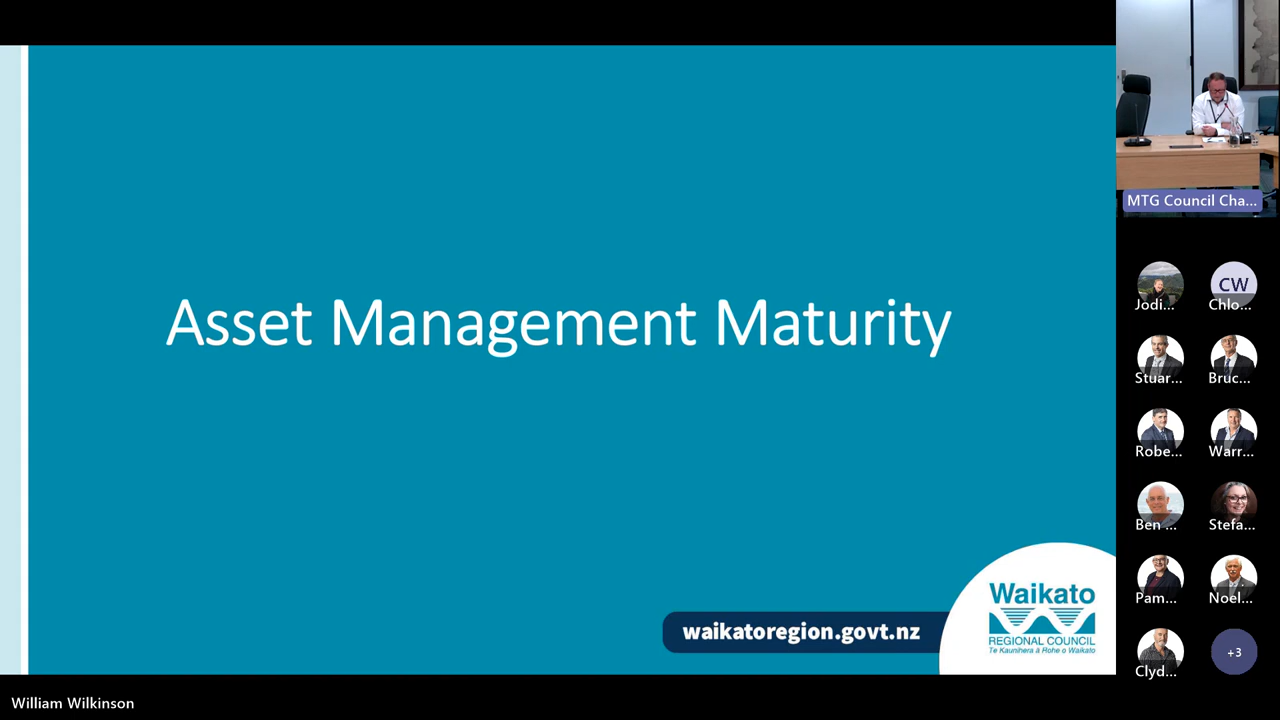 Asset Management Maturity
waikatoregion.govt.nz
Waikato
REGIONAL COUNCIL
Te Kaunihera ā Rohe o Waikato
William Wilkinson
MTG Council Cha...
Jodi...
CW
Chlo...
Stuar...
Bruc...
Robe...
Warr...
Ben ...
Stefa...
Pam...
Noel...
Clyd...
+3